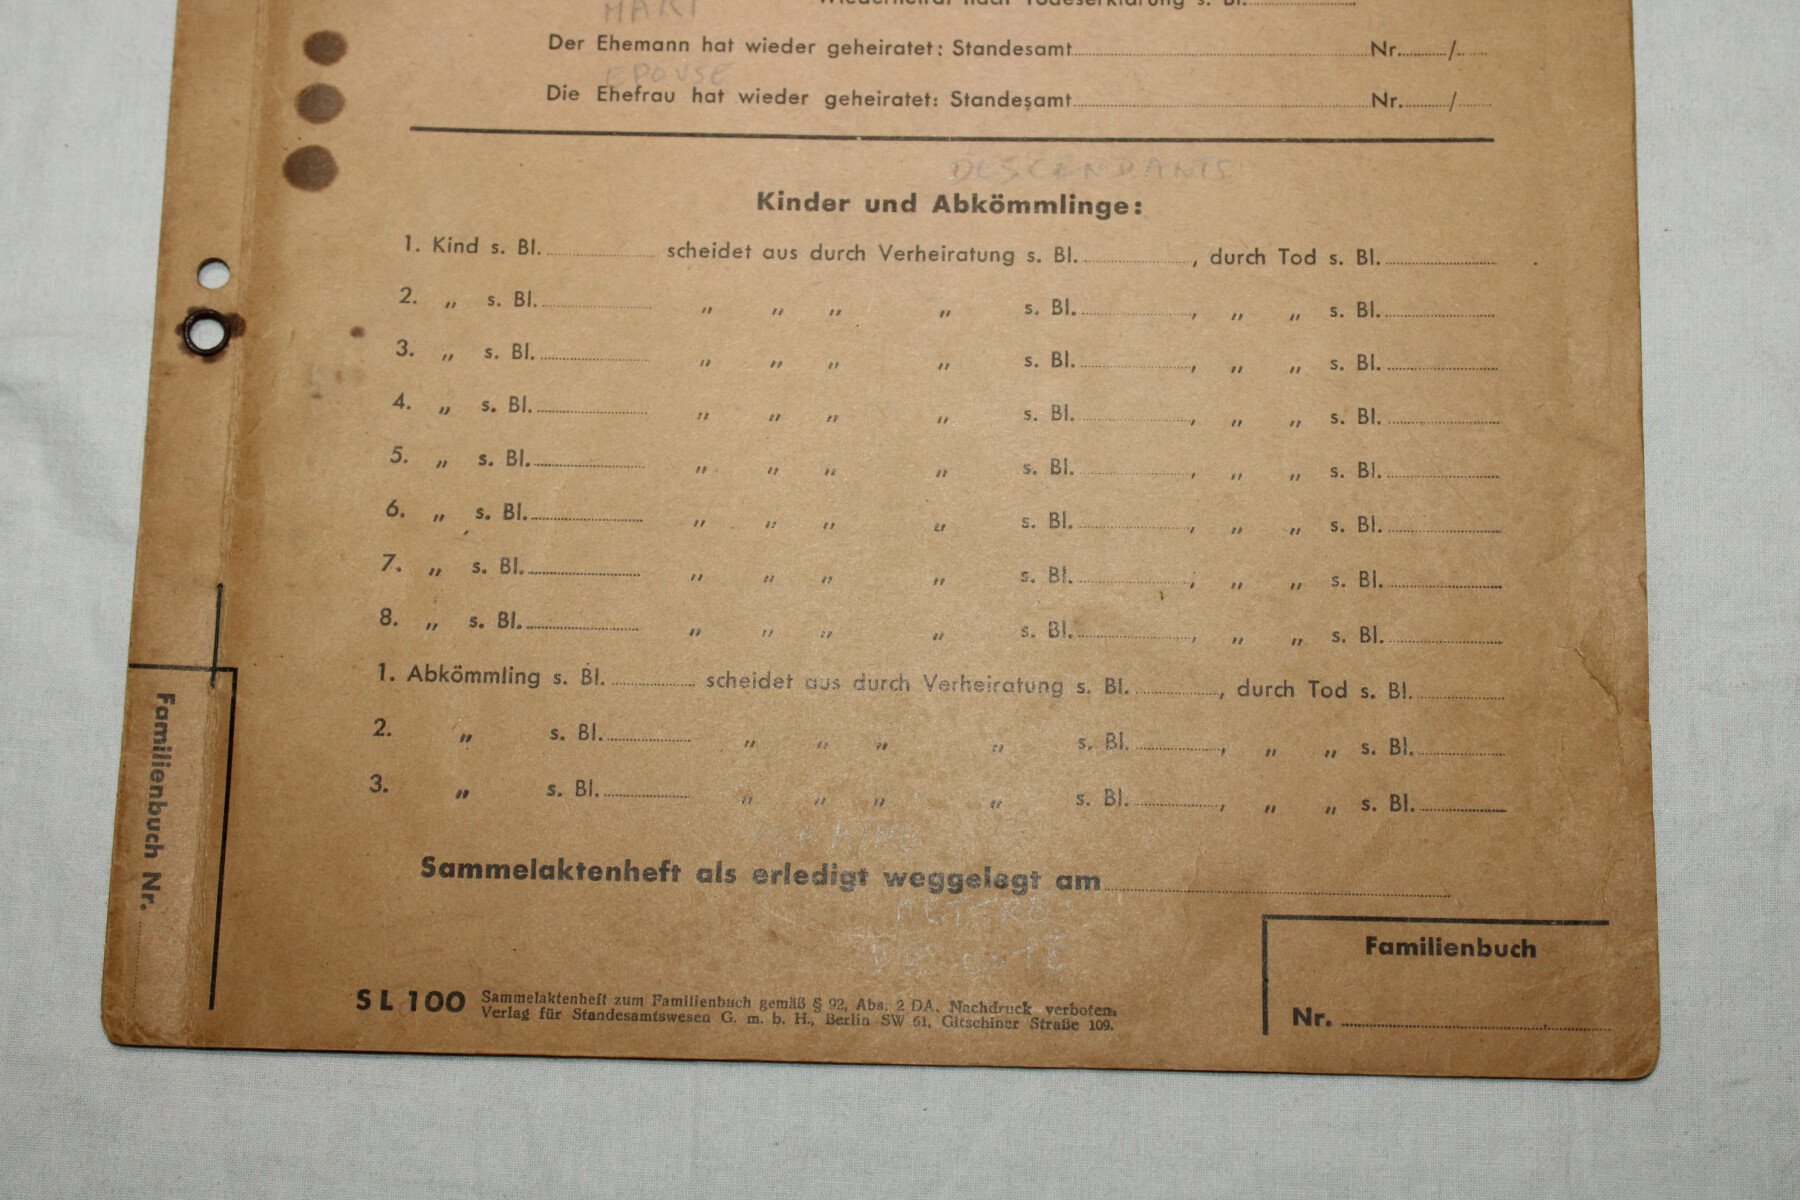 MARI
Wiederheirat nach Todeserklärung s. Bl.
Der Ehemann hat wieder geheiratet: Standesamt Nr. /
EPOUSE
Die Ehefrau hat wieder geheiratet: Standesamt Nr. /
DESCENDANTS
Kinder und Abkömmlinge:
1. Kind s. Bl. scheidet aus durch Verheiratung s. Bl. , durch Tod s. Bl.
2. „ s. Bl. „ „ „ „ s. Bl. , „ „ s. Bl.
3. „ s. Bl. „ „ „ „ s. Bl. , „ „ s. Bl.
4. „ s. Bl. „ „ „ „ s. Bl. , „ „ s. Bl.
5. „ s. Bl. „ „ „ „ s. Bl. , „ „ s. Bl.
6. „ s. Bl. „ „ „ „ s. Bl. , „ „ s. Bl.
7. „ s. Bl. „ „ „ „ s. Bl. , „ „ s. Bl.
8. „ s. Bl. „ „ „ „ s. Bl. , „ „ s. Bl.
1. Abkömmling s. Bl. scheidet aus durch Verheiratung s. Bl. , durch Tod s. Bl.
2. „ s. Bl. „ „ „ „ s. Bl. , „ „ s. Bl.
3. „ s. Bl. „ „ „ „ s. Bl. , „ „ s. Bl.
Sammelaktenheft als erledigt weggelegt am
Familienbuch
Nr.
SL 100 Sammelaktenheft zum Familienbuch gemäß § 92, Abs. 2 DA. Nachdruck verboten.
Verlag für Standesamtswesen G. m. b. H., Berlin SW 61, Gitschiner Straße 109.
Familienbuch Nr.